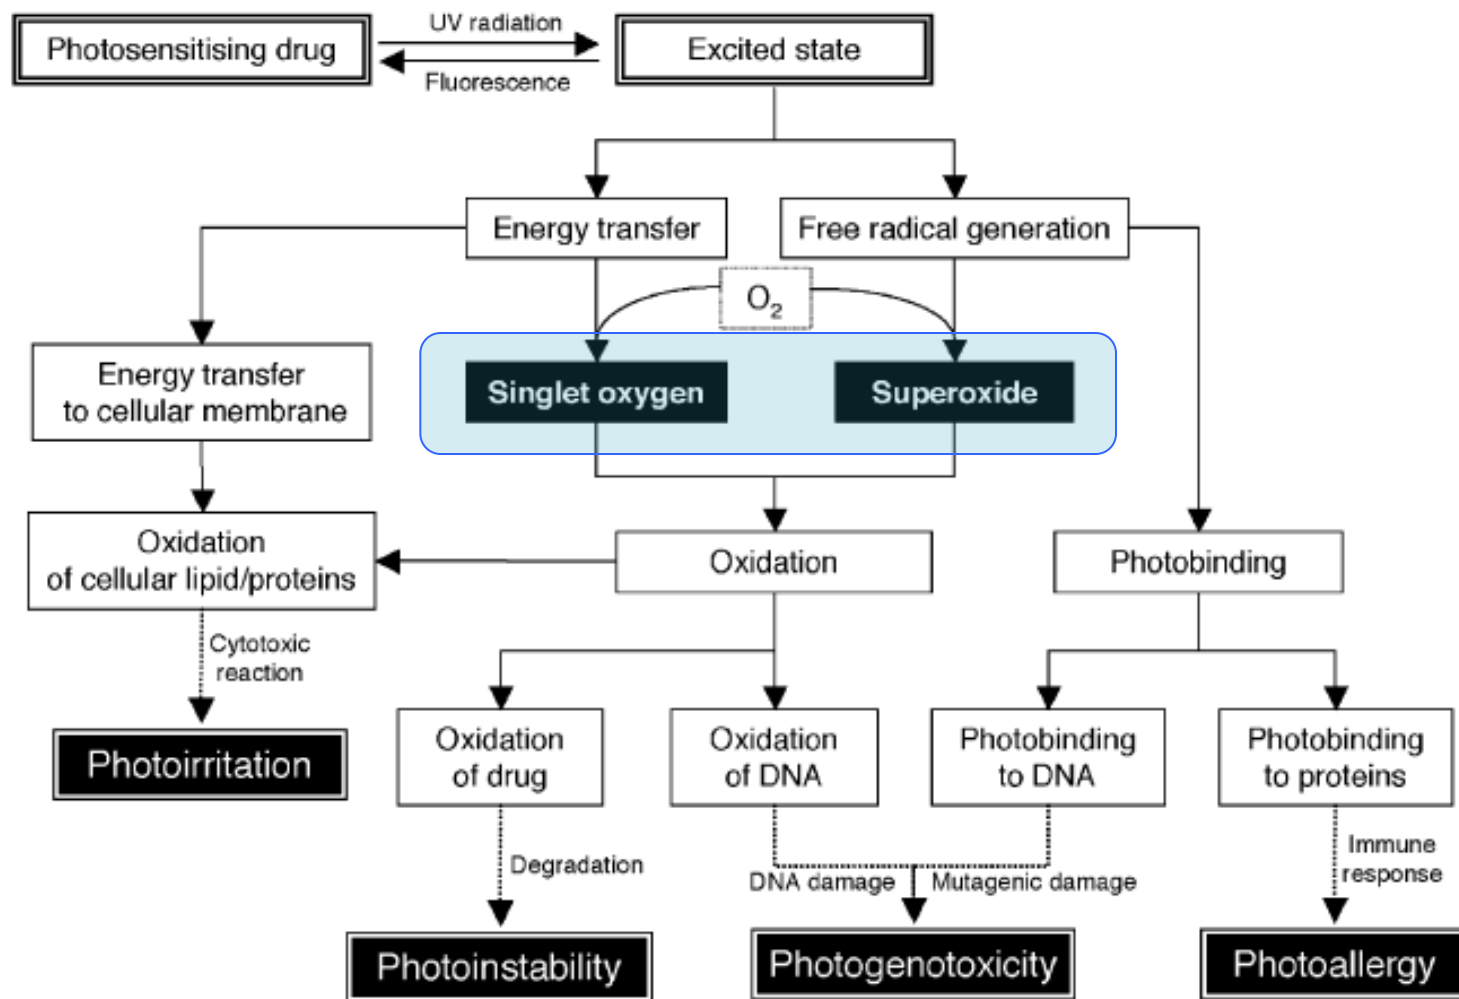 Photosensitising drug
UV radiation
Fluorescence
Excited state
Energy transfer
Free radical generation
O2
Energy transfer
to cellular membrane
Singlet oxygen
Superoxide
Oxidation
of cellular lipid/proteins
Oxidation
Photobinding
Cytotoxic
reaction
Photoirritation
Oxidation
of drug
Oxidation
of DNA
Photobinding
to DNA
Photobinding
to proteins
Degradation
DNA damage
Mutagenic damage
Immune
response
Photoinstability
Photogenotoxicity
Photoallergy